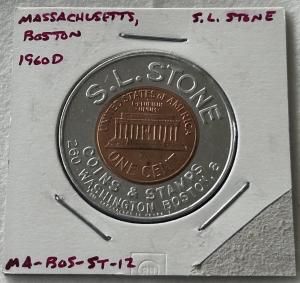 MASSACHUSETTS, S.L. STONE
BOSTON
1960D
S.L. STONE
UNITED STATES OF AMERICA
E PLURIBUS
UNUM
ONE CENT
COINS & STAMPS
260 WASHINGTON BOSTON, 8
MA-BOS-ST-12